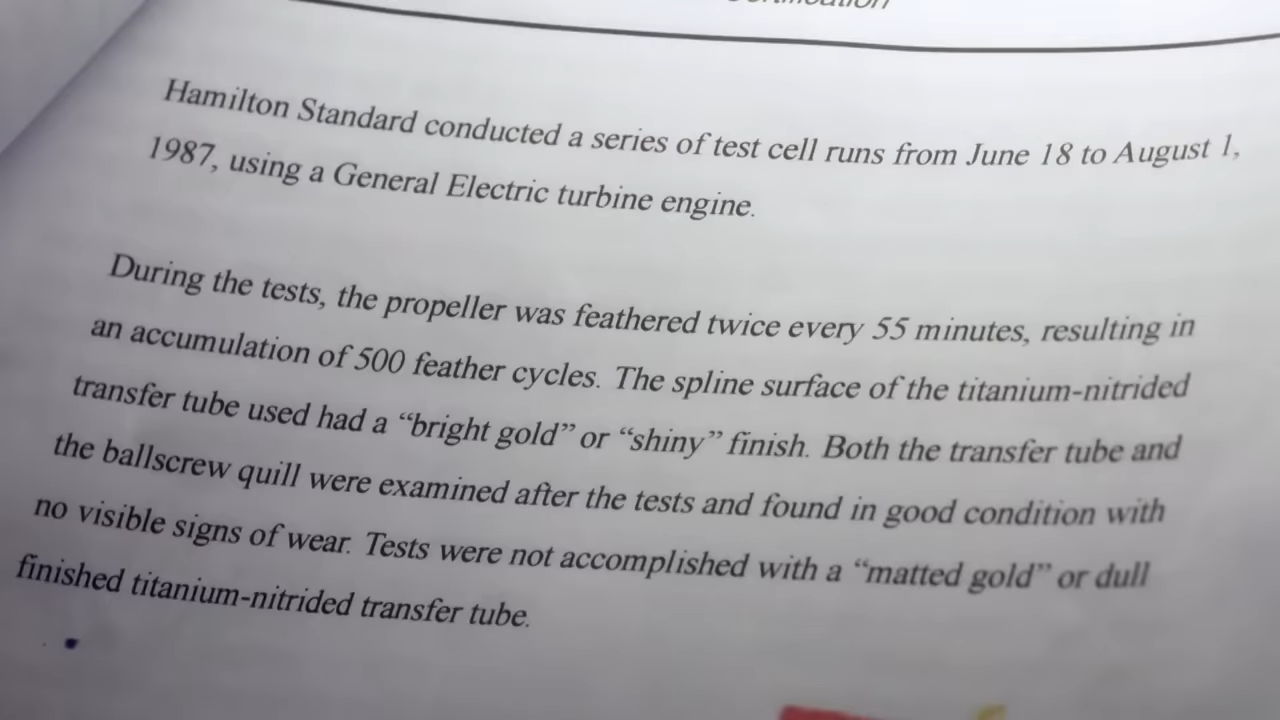 Hamilton Standard conducted a series of test cell runs from June 18 to August 1,
1987, using a General Electric turbine engine.
During the tests, the propeller was feathered twice every 55 minutes, resulting in
an accumulation of 500 feather cycles. The spline surface of the titanium-nitrided
transfer tube used had a “bright gold” or “shiny” finish. Both the transfer tube and
the ballscrew quill were examined after the tests and found in good condition with
no visible signs of wear. Tests were not accomplished with a “matted gold” or dull
finished titanium-nitrided transfer tube.